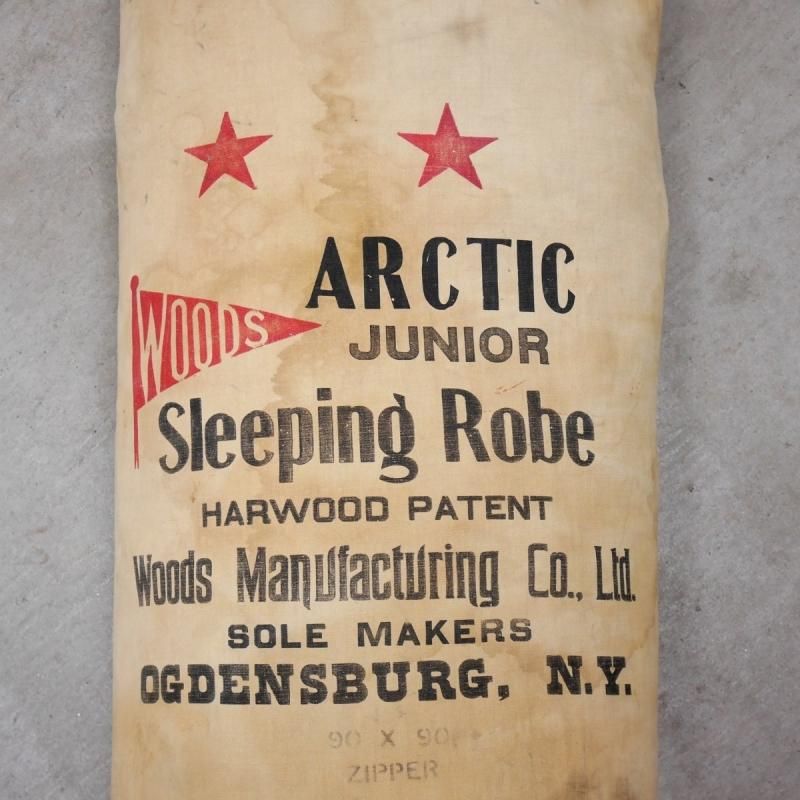 ARCTIC
WOODS
JUNIOR
Sleeping Robe
HARWOOD PATENT
Woods Manufacturing Co., Ltd.
SOLE MAKERS
OGDENSBURG, N.Y.
90 X 90
ZIPPER